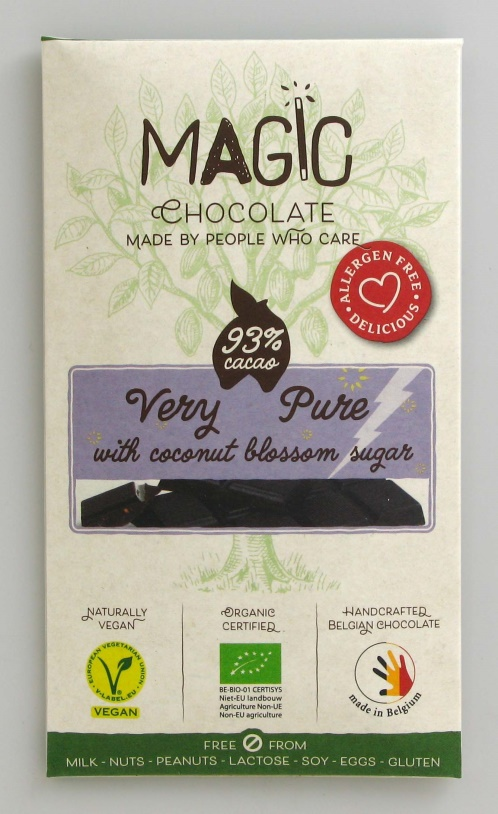 MAGIC
CHOCOLATE
MADE BY PEOPLE WHO CARE
ALLERGEN FREE
• DELICIOUS •
93%
cacao
Very Pure
with coconut blossom sugar
NATURALLY
VEGAN
EUROPEAN VEGETARIAN UNION
V-LABEL.EU
VEGAN
ORGANIC
CERTIFIED
BE-BIO-01 CERTISYS
Niet-EU landbouw
Agriculture Non-UE
Non-EU agriculture
HANDCRAFTED
BELGIAN CHOCOLATE
made in Belgium
FREE FROM
MILK - NUTS - PEANUTS - LACTOSE - SOY - EGGS - GLUTEN